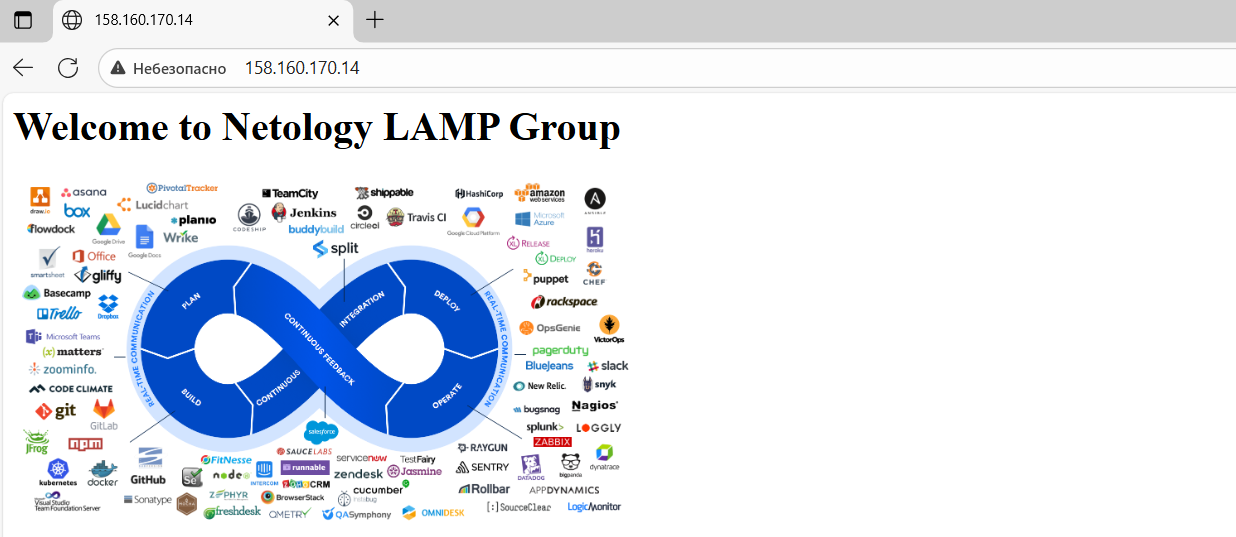 158.160.170.14
Небезопасно 158.160.170.14
Welcome to Netology LAMP Group
draw.io
asana
PivotalTracker
TeamCity
shippable
HashiCorp
amazon
web services
ANSIBLE
box
Lucidchart
planio
CODESHIP
Jenkins
circleci
Travis CI
Google Cloud Platform
Microsoft
Azure
flowdock
Google Drive
Google Docs
Wrike
buddybuild
split
XL RELEASE
heroku
smartsheet
Office
gliffy
XL DEPLOY
puppet
CHEF
Basecamp
Trello
Dropbox
rackspace
Microsoft Teams
OpsGenie
VictorOps
(x) matters
pagerduty
zoominfo.
Bluejeans
slack
CODE CLIMATE
New Relic.
snyk
git
GitLab
bugsnag
Nagios
splunk>
LOGGLY
JFrog
npm
ZABBIX
REAL-TIME COMMUNICATION
PLAN
BUILD
CONTINUOUS
INTEGRATION
CONTINUOUS FEEDBACK
DEPLOY
OPERATE
REAL-TIME COMMUNICATION
salesforce
kubernetes
docker
GitHub
Se
FitNesse
node
INTERCOM
SAUCELABS
runnable
servicenow
TestFairy
RAYGUN
zendesk
Jasmine
SENTRY
DATADOG
bigpanda
dynatrace
Visual Studio
Team Foundation Server
Sonatype
ZEPHYR
BrowserStack
CRM
cucumber
instabug
Rollbar
APPDYNAMICS
freshdesk
QMETRY
QASymphony
OMNIDESK
[:]SourceClear
LogicMonitor